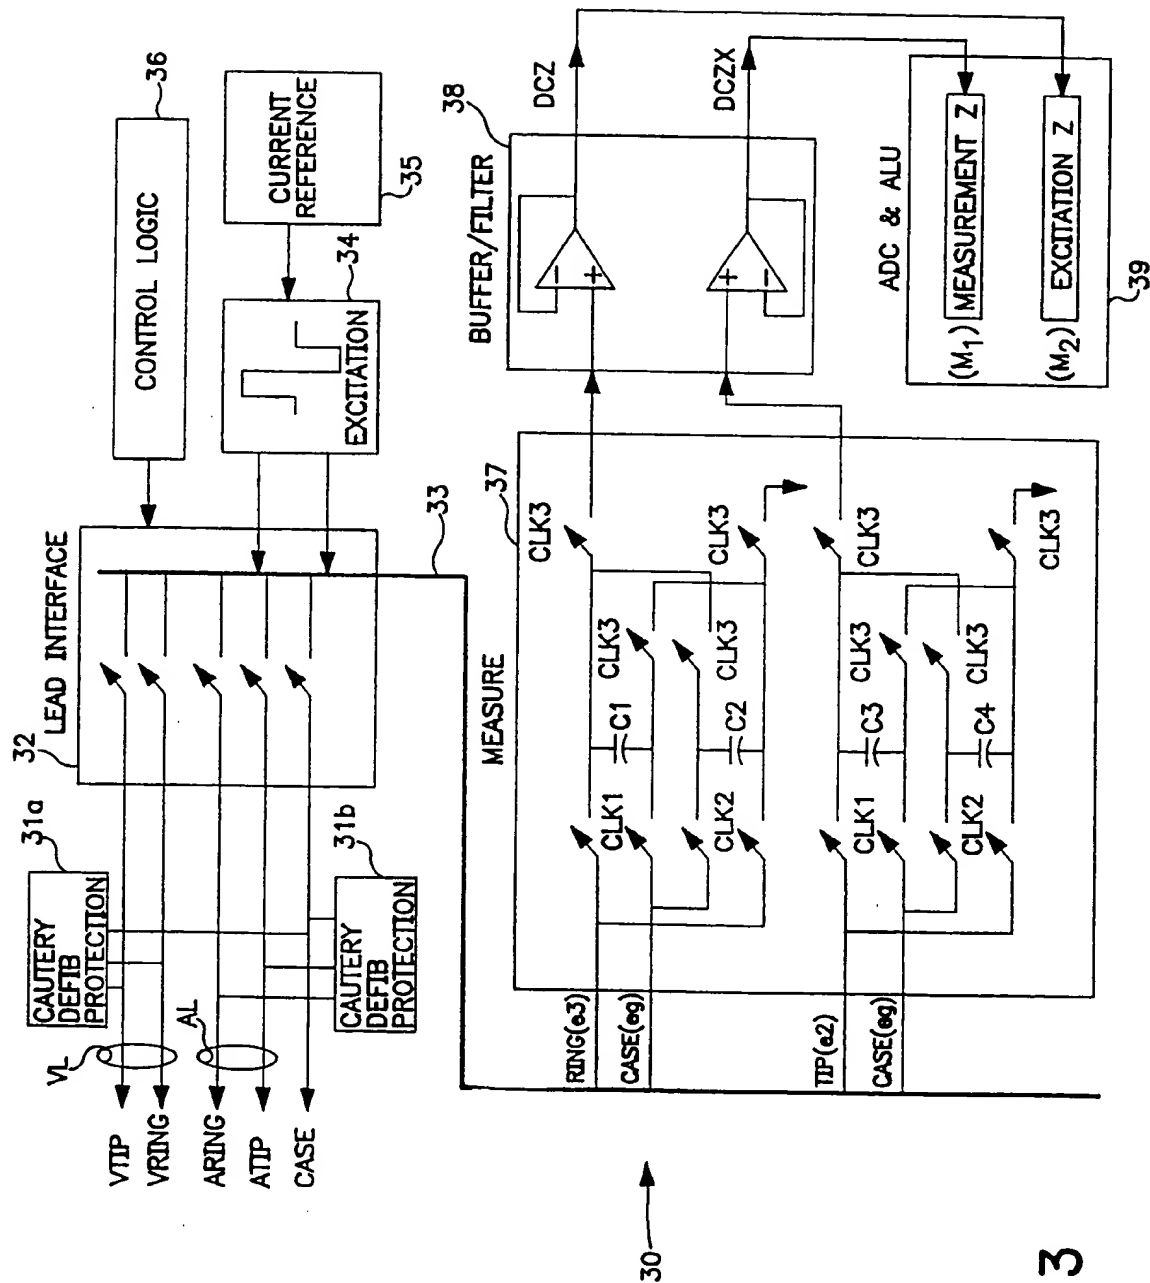 36
CONTROL LOGIC
CURRENT
REFERENCE
35
34
EXCITATION
32
LEAD INTERFACE
33
31a
CAUTERY
DEFIB
PROTECTION
31b
CAUTERY
DEFIB
PROTECTION
VL
AL
VTIP
VRING
ARING
ATIP
CASE
38
BUFFER/FILTER
−
+
+
−
DCZ
DCZX
ADC & ALU
(M1) MEASUREMENT Z
(M2) EXCITATION Z
39
MEASURE
37
RING(e3)
CASE(eg)
CLK1
C1
CLK3
CLK3
CLK2
C2
CLK3
CLK3
TIP(e2)
CASE(eg)
CLK1
C3
CLK3
CLK3
CLK2
C4
CLK3
CLK3
30
3